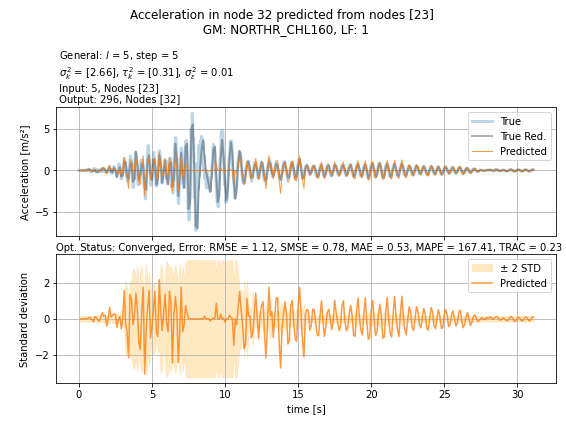 Acceleration in node 32 predicted from nodes [23]
GM: NORTHR_CHL160, LF: 1
General: l = 5, step = 5
σ²ₖ = [2.66], τ²ₖ = [0.31], σ²ε = 0.01
Input: 5, Nodes [23]
Output: 296, Nodes [32]
Acceleration [m/s²]
5
0
−5
True
True Red.
Predicted
Opt. Status: Converged, Error: RMSE = 1.12, SMSE = 0.78, MAE = 0.53, MAPE = 167.41, TRAC = 0.23
Standard deviation
2
0
−2
± 2 STD
Predicted
0 5 10 15 20 25 30
time [s]